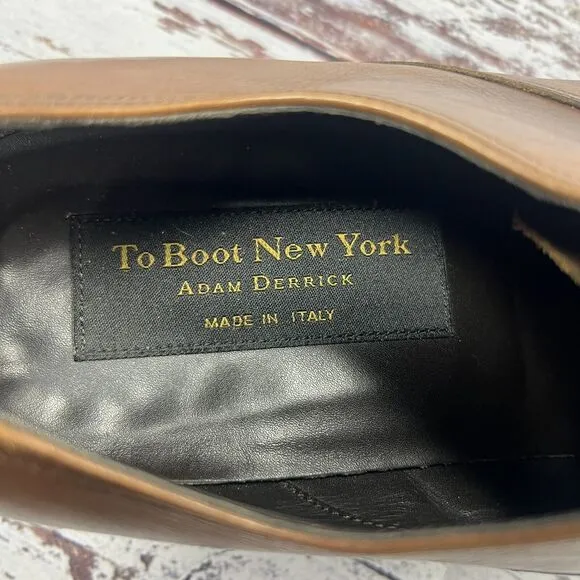 To Boot New York
ADAM DERRICK
MADE IN ITALY